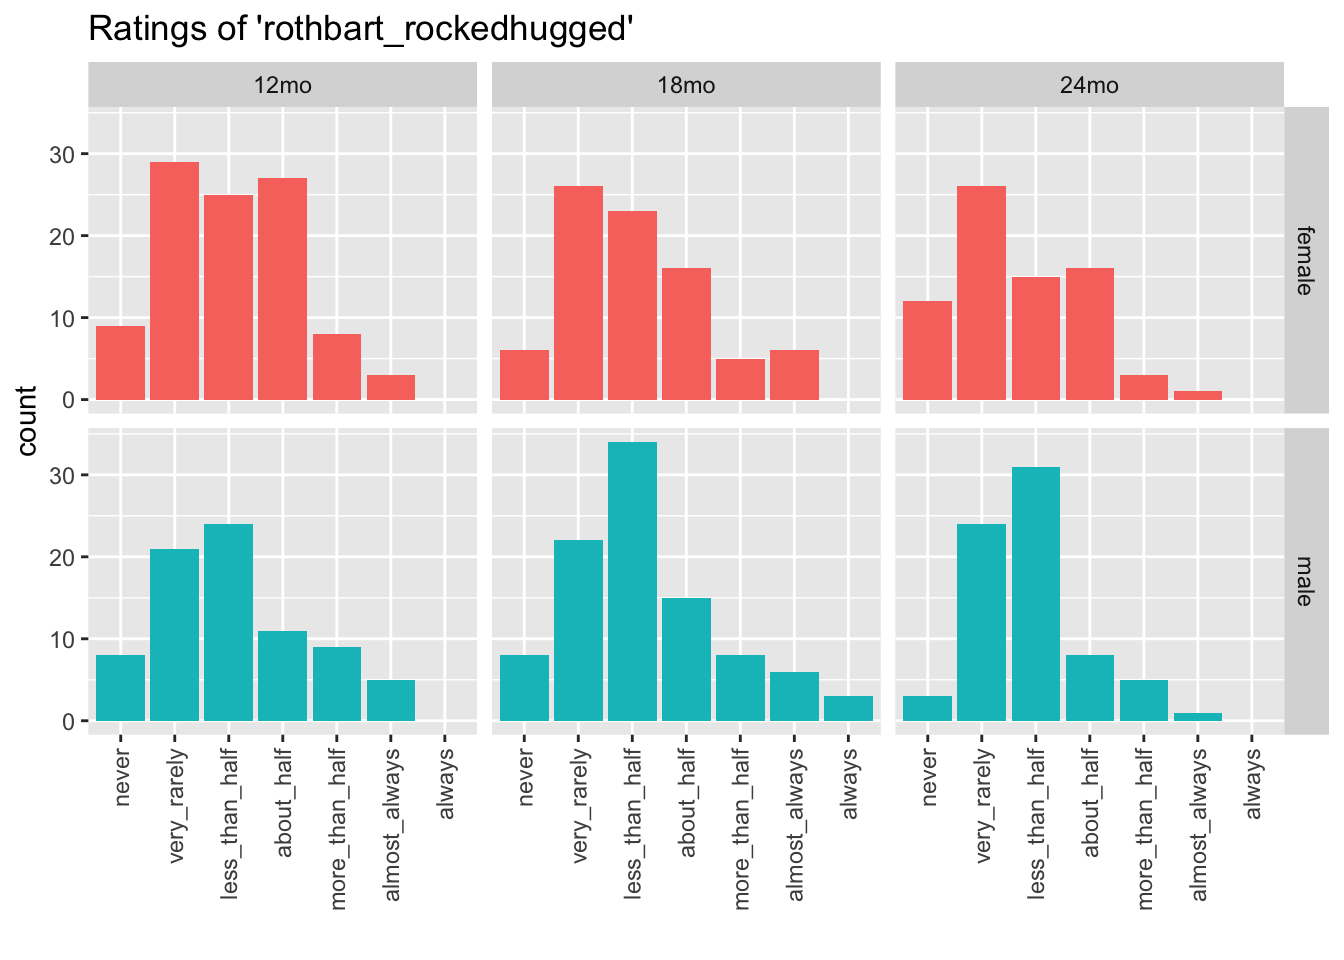 Ratings of 'rothbart_rockedhugged'
12mo
18mo
24mo
count
30
20
10
0
female
30
20
10
0
male
never
very_rarely
less_than_half
about_half
more_than_half
almost_always
always
never
very_rarely
less_than_half
about_half
more_than_half
almost_always
always
never
very_rarely
less_than_half
about_half
more_than_half
almost_always
always